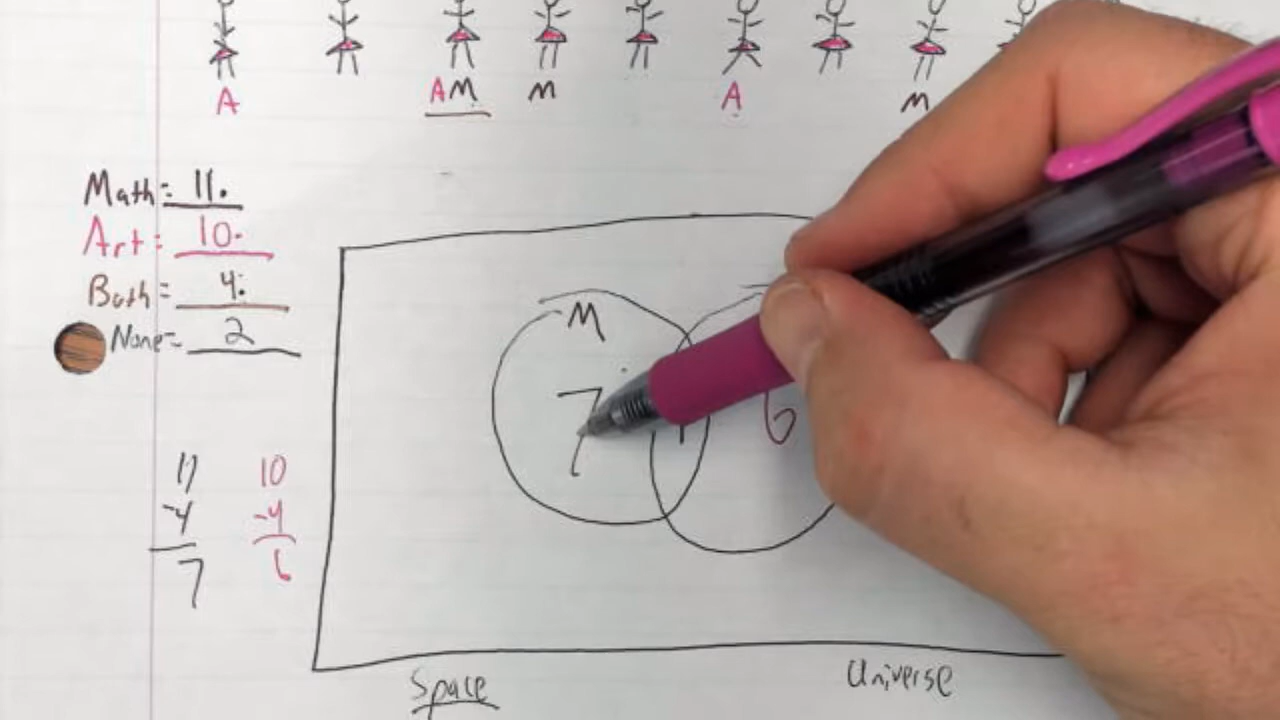 A AM M A M
Math= 11.
Art= 10.
Both= 4.
None= 2
M
7 6
11 10
-4 -4
7 6
Space Universe